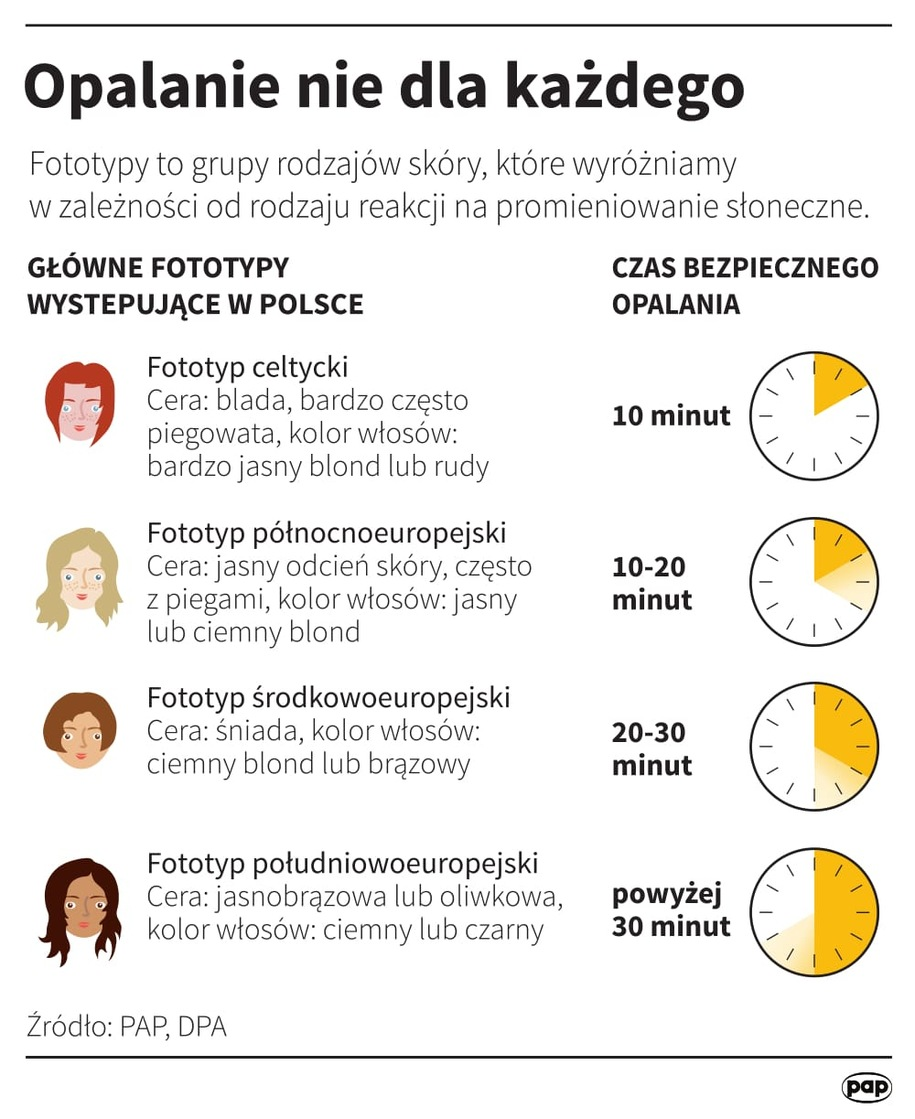 Opalanie nie dla każdego
Fototypy to grupy rodzajów skóry, które wyróżniamy
w zależności od rodzaju reakcji na promieniowanie słoneczne.
GŁÓWNE FOTOTYPY
WYSTEPUJĄCE W POLSCE
CZAS BEZPIECZNEGO
OPALANIA
Fototyp celtycki
Cera: blada, bardzo często
piegowata, kolor włosów:
bardzo jasny blond lub rudy
10 minut
Fototyp północnoeuropejski
Cera: jasny odcień skóry, często
z piegami, kolor włosów: jasny
lub ciemny blond
10-20
minut
Fototyp środkowoeuropejski
Cera: śniada, kolor włosów:
ciemny blond lub brązowy
20-30
minut
Fototyp południowoeuropejski
Cera: jasnobrązowa lub oliwkowa,
kolor włosów: ciemny lub czarny
powyżej
30 minut
Źródło: PAP, DPA
pap